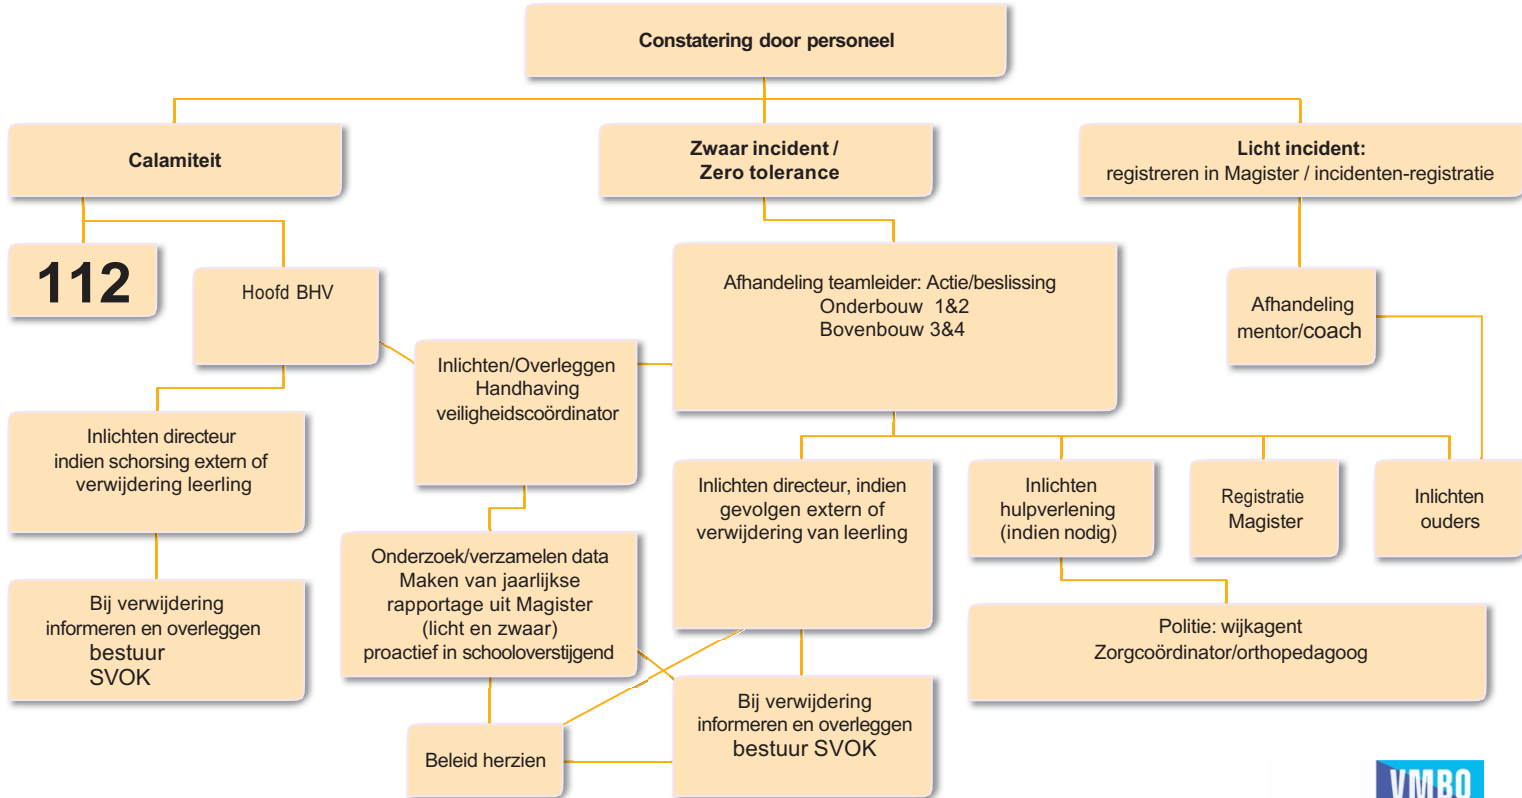 Constatering door personeel
Calamiteit
Zwaar incident /
Zero tolerance
Licht incident:
registreren in Magister / incidenten-registratie
112
Hoofd BHV
Afhandeling teamleider: Actie/beslissing
Onderbouw 1&2
Bovenbouw 3&4
Afhandeling
mentor/coach
Inlichten/Overleggen
Handhaving
veiligheidscoördinator
Inlichten directeur
indien schorsing extern of
verwijdering leerling
Inlichten directeur, indien
gevolgen extern of
verwijdering van leerling
Inlichten
hulpverlening
(indien nodig)
Registratie
Magister
Inlichten
ouders
Onderzoek/verzamelen data
Maken van jaarlijkse
rapportage uit Magister
(licht en zwaar)
proactief in schooloverstijgend
Bij verwijdering
informeren en overleggen
bestuur
SVOK
Politie: wijkagent
Zorgcoördinator/orthopedagoog
Bij verwijdering
informeren en overleggen
bestuur SVOK
Beleid herzien
VMBO